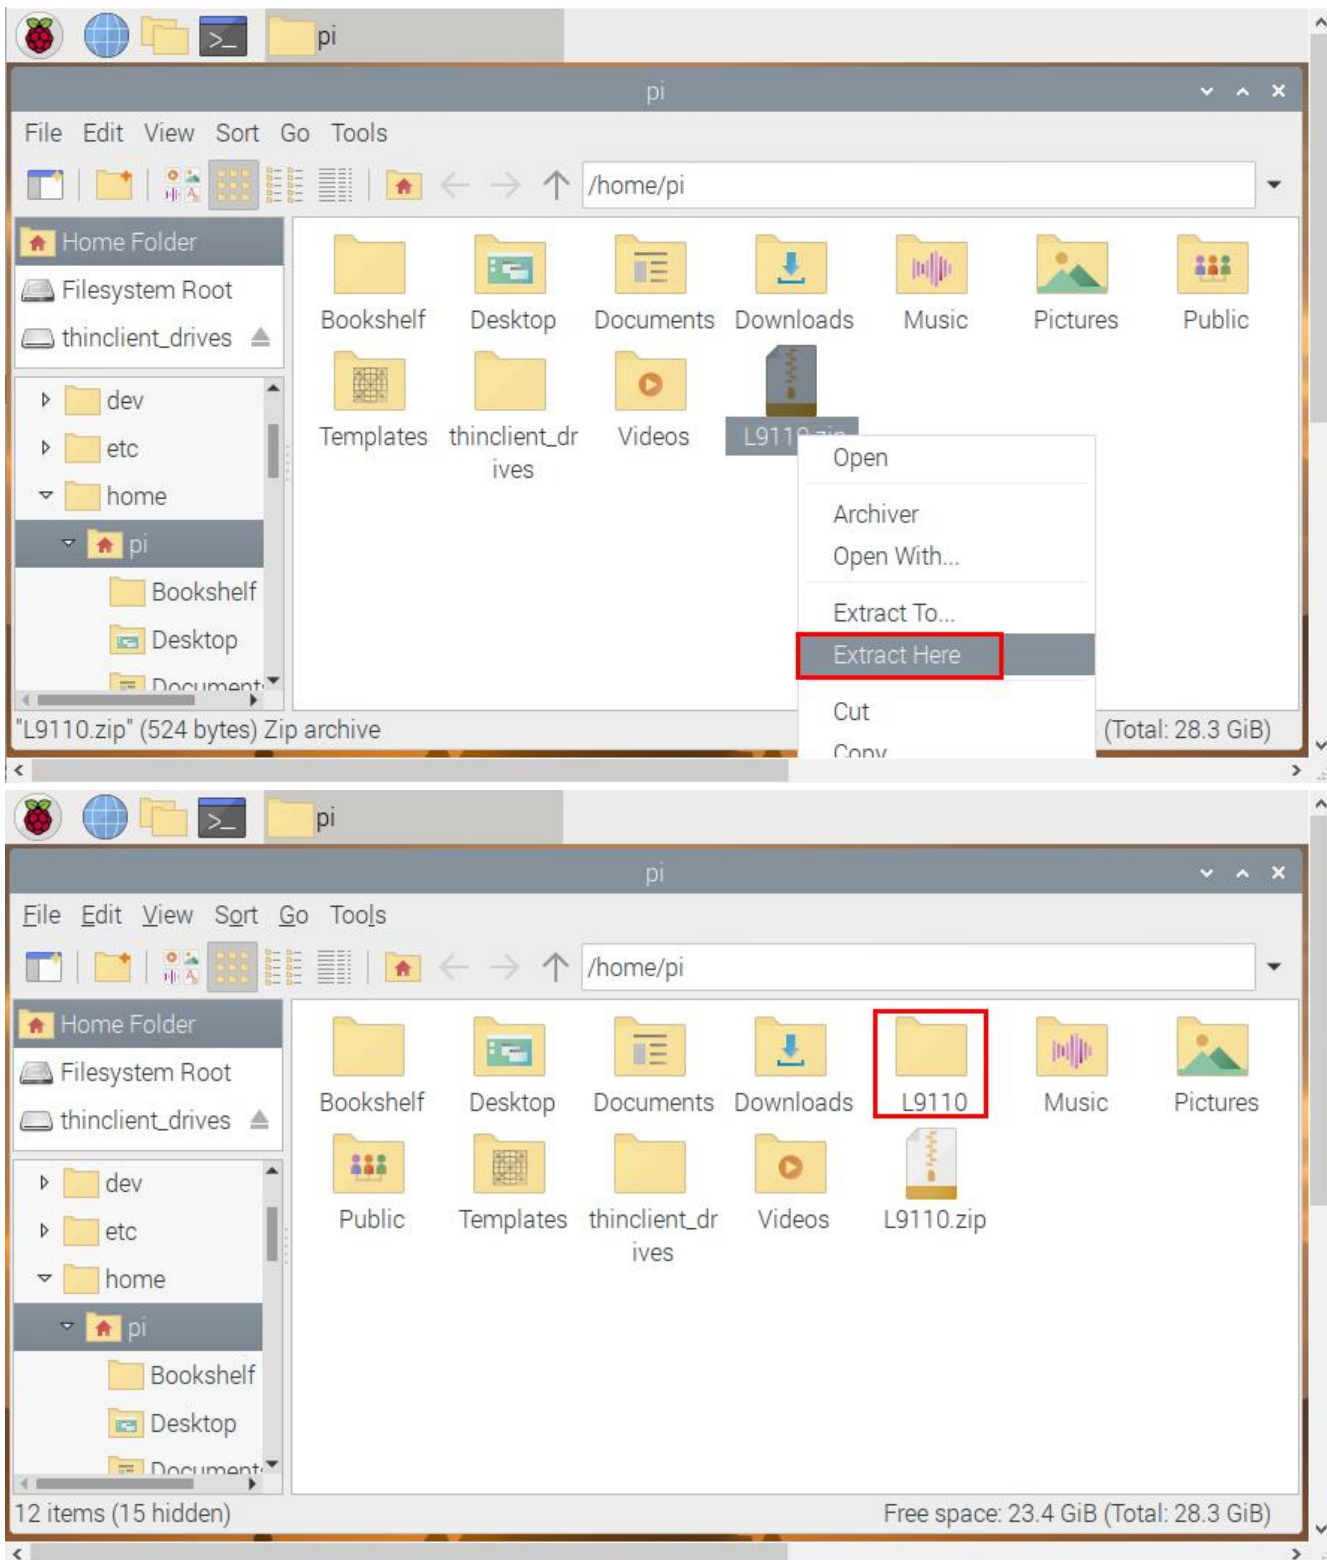 pi
pi
File Edit View Sort Go Tools
/home/pi
Home Folder
Filesystem Root
thinclient_drives
Bookshelf Desktop Documents Downloads Music Pictures Public
dev
etc
home
pi
Bookshelf
Desktop
Templates thinclient_dr Videos L9110.zip
ives
Open
Archiver
Open With...
Extract To...
Extract Here
Cut
Copy
"L9110.zip" (524 bytes) Zip archive
(Total: 28.3 GiB)
pi
pi
File Edit View Sort Go Tools
/home/pi
Home Folder
Filesystem Root
thinclient_drives
Bookshelf Desktop Documents Downloads L9110 Music Pictures
dev
etc
home
pi
Bookshelf
Desktop
Public Templates thinclient_dr Videos L9110.zip
ives
12 items (15 hidden)
Free space: 23.4 GiB (Total: 28.3 GiB)